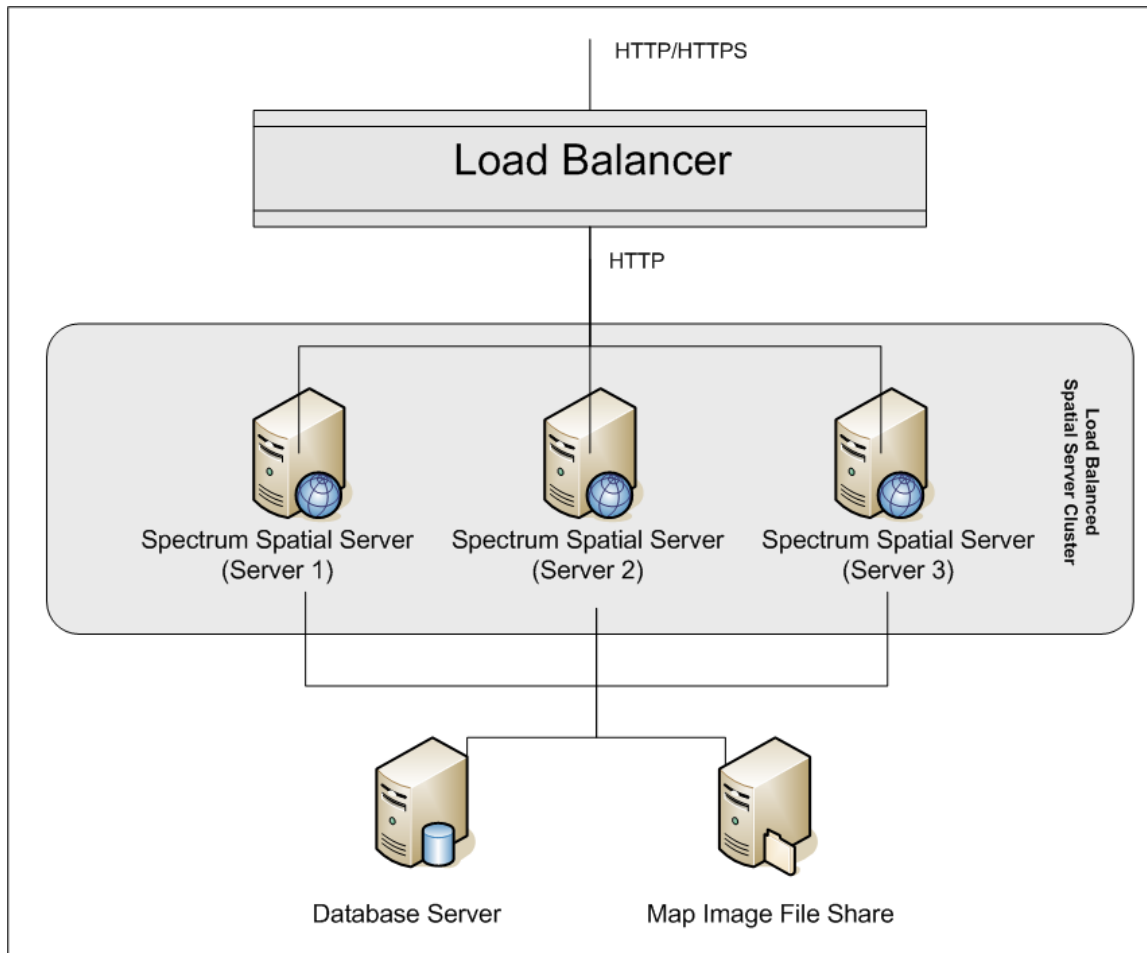 HTTP/HTTPS
Load Balancer
HTTP
Load Balanced
Spatial Server Cluster
Spectrum Spatial Server
(Server 1)
Spectrum Spatial Server
(Server 2)
Spectrum Spatial Server
(Server 3)
Database Server
Map Image File Share